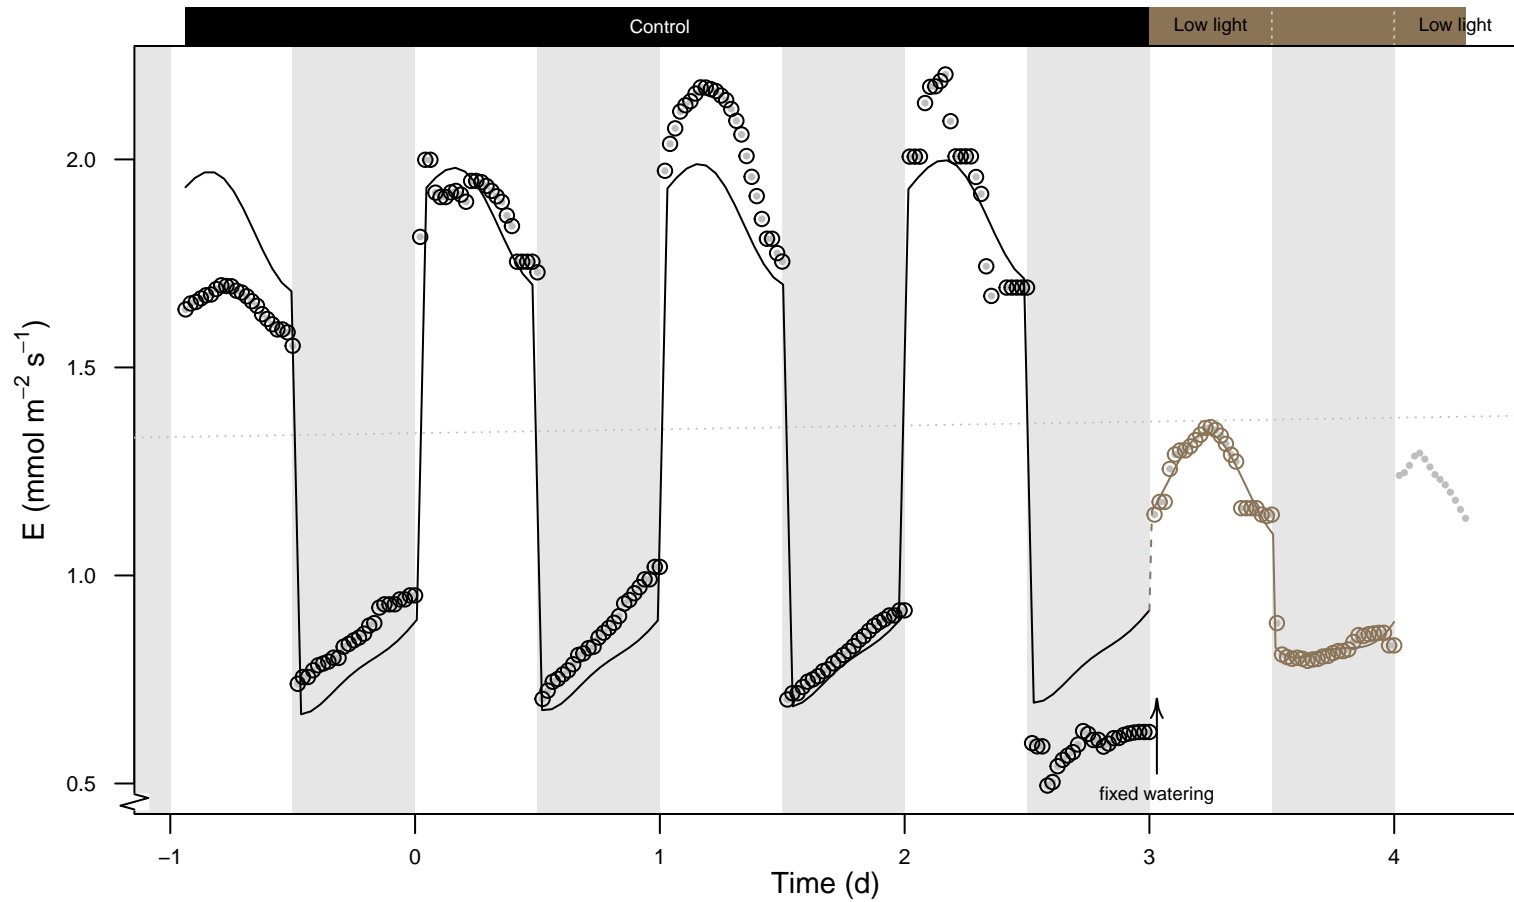 Control
Low light
Low light
E (mmol m−2 s−1)
2.0
1.5
1.0
0.5
fixed watering
−1
0
1
2
3
4
Time (d)